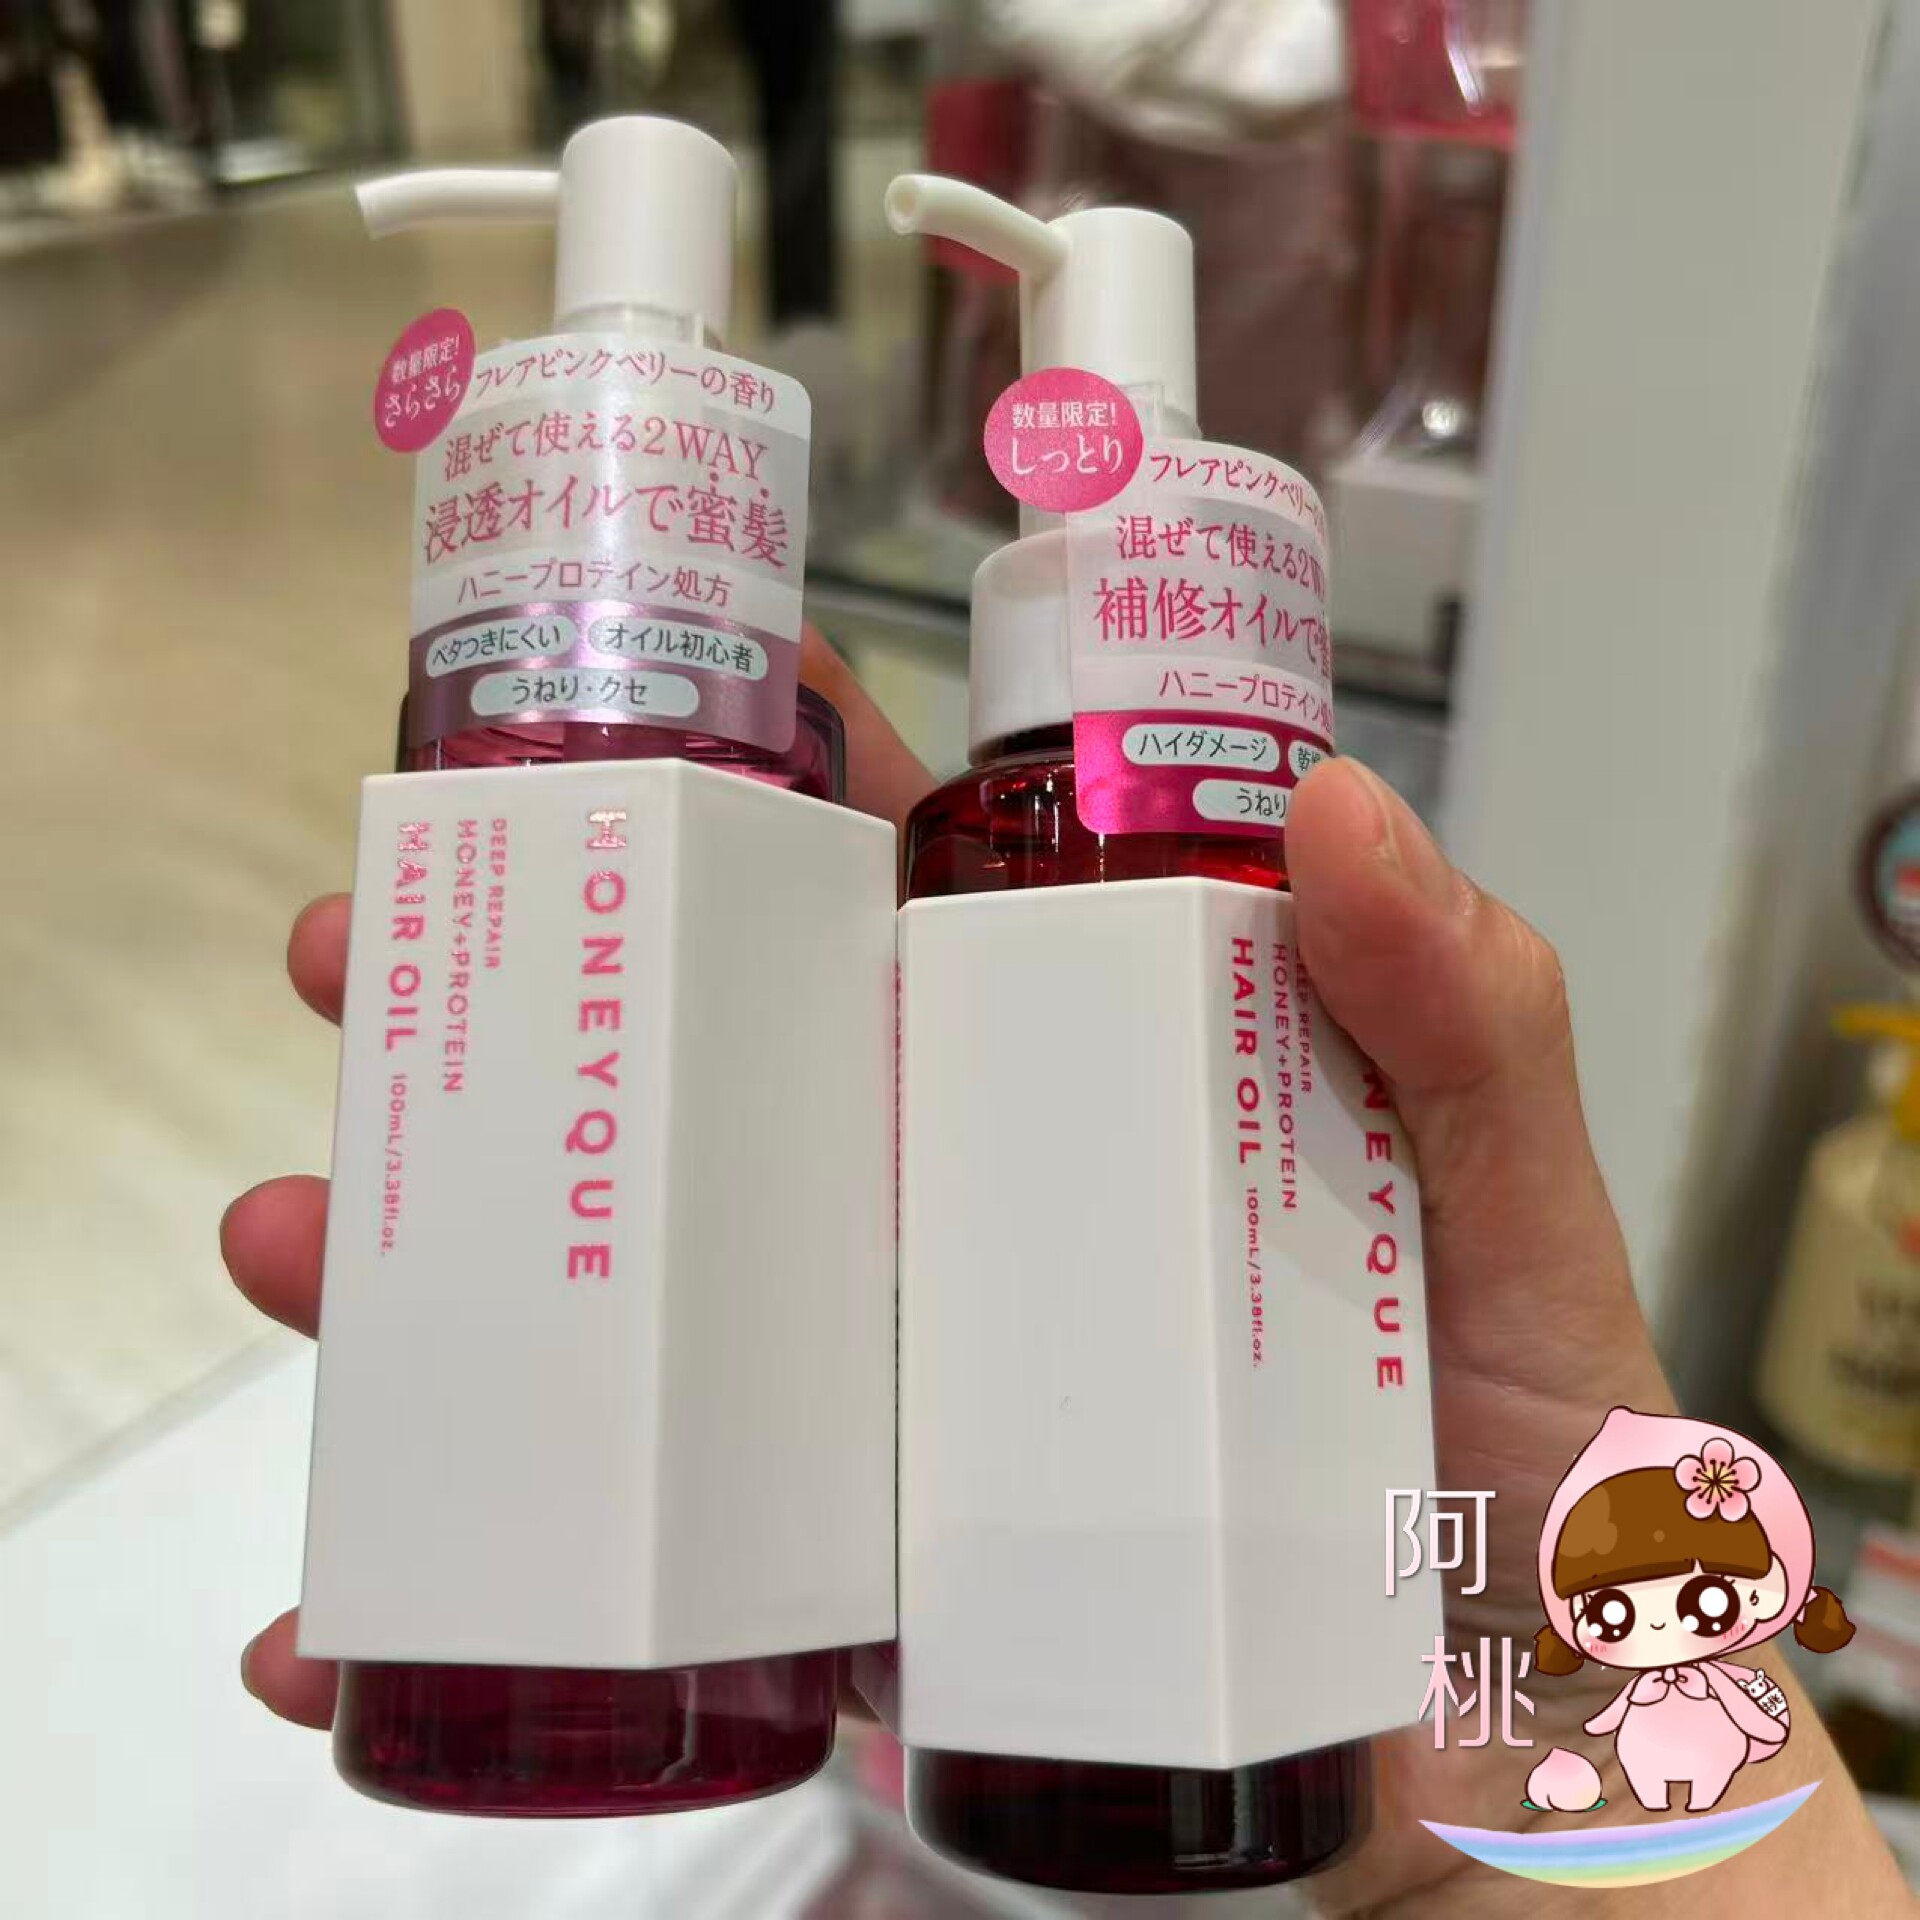 数量限定!
さらさら
フレアピンクベリーの香り
混ぜて使える2WAY
浸透オイルで蜜髪
ハニープロテイン処方
ベタつきにくい
オイル初心者
うねり・クセ
HONEYQUE
DEEP REPAIR
HONEY+PROTEIN
HAIR OIL 100mL/3.38fl.oz.
数量限定!
しっとり
フレアピンクベリー
混ぜて使える2W
補修オイルで
ハニープロテイン処
ハイダメージ
うねり
NEYQUE
DEEP REPAIR
HONEY+PROTEIN
HAIR OIL 100mL/3.38fl.oz.
阿
桃
桃